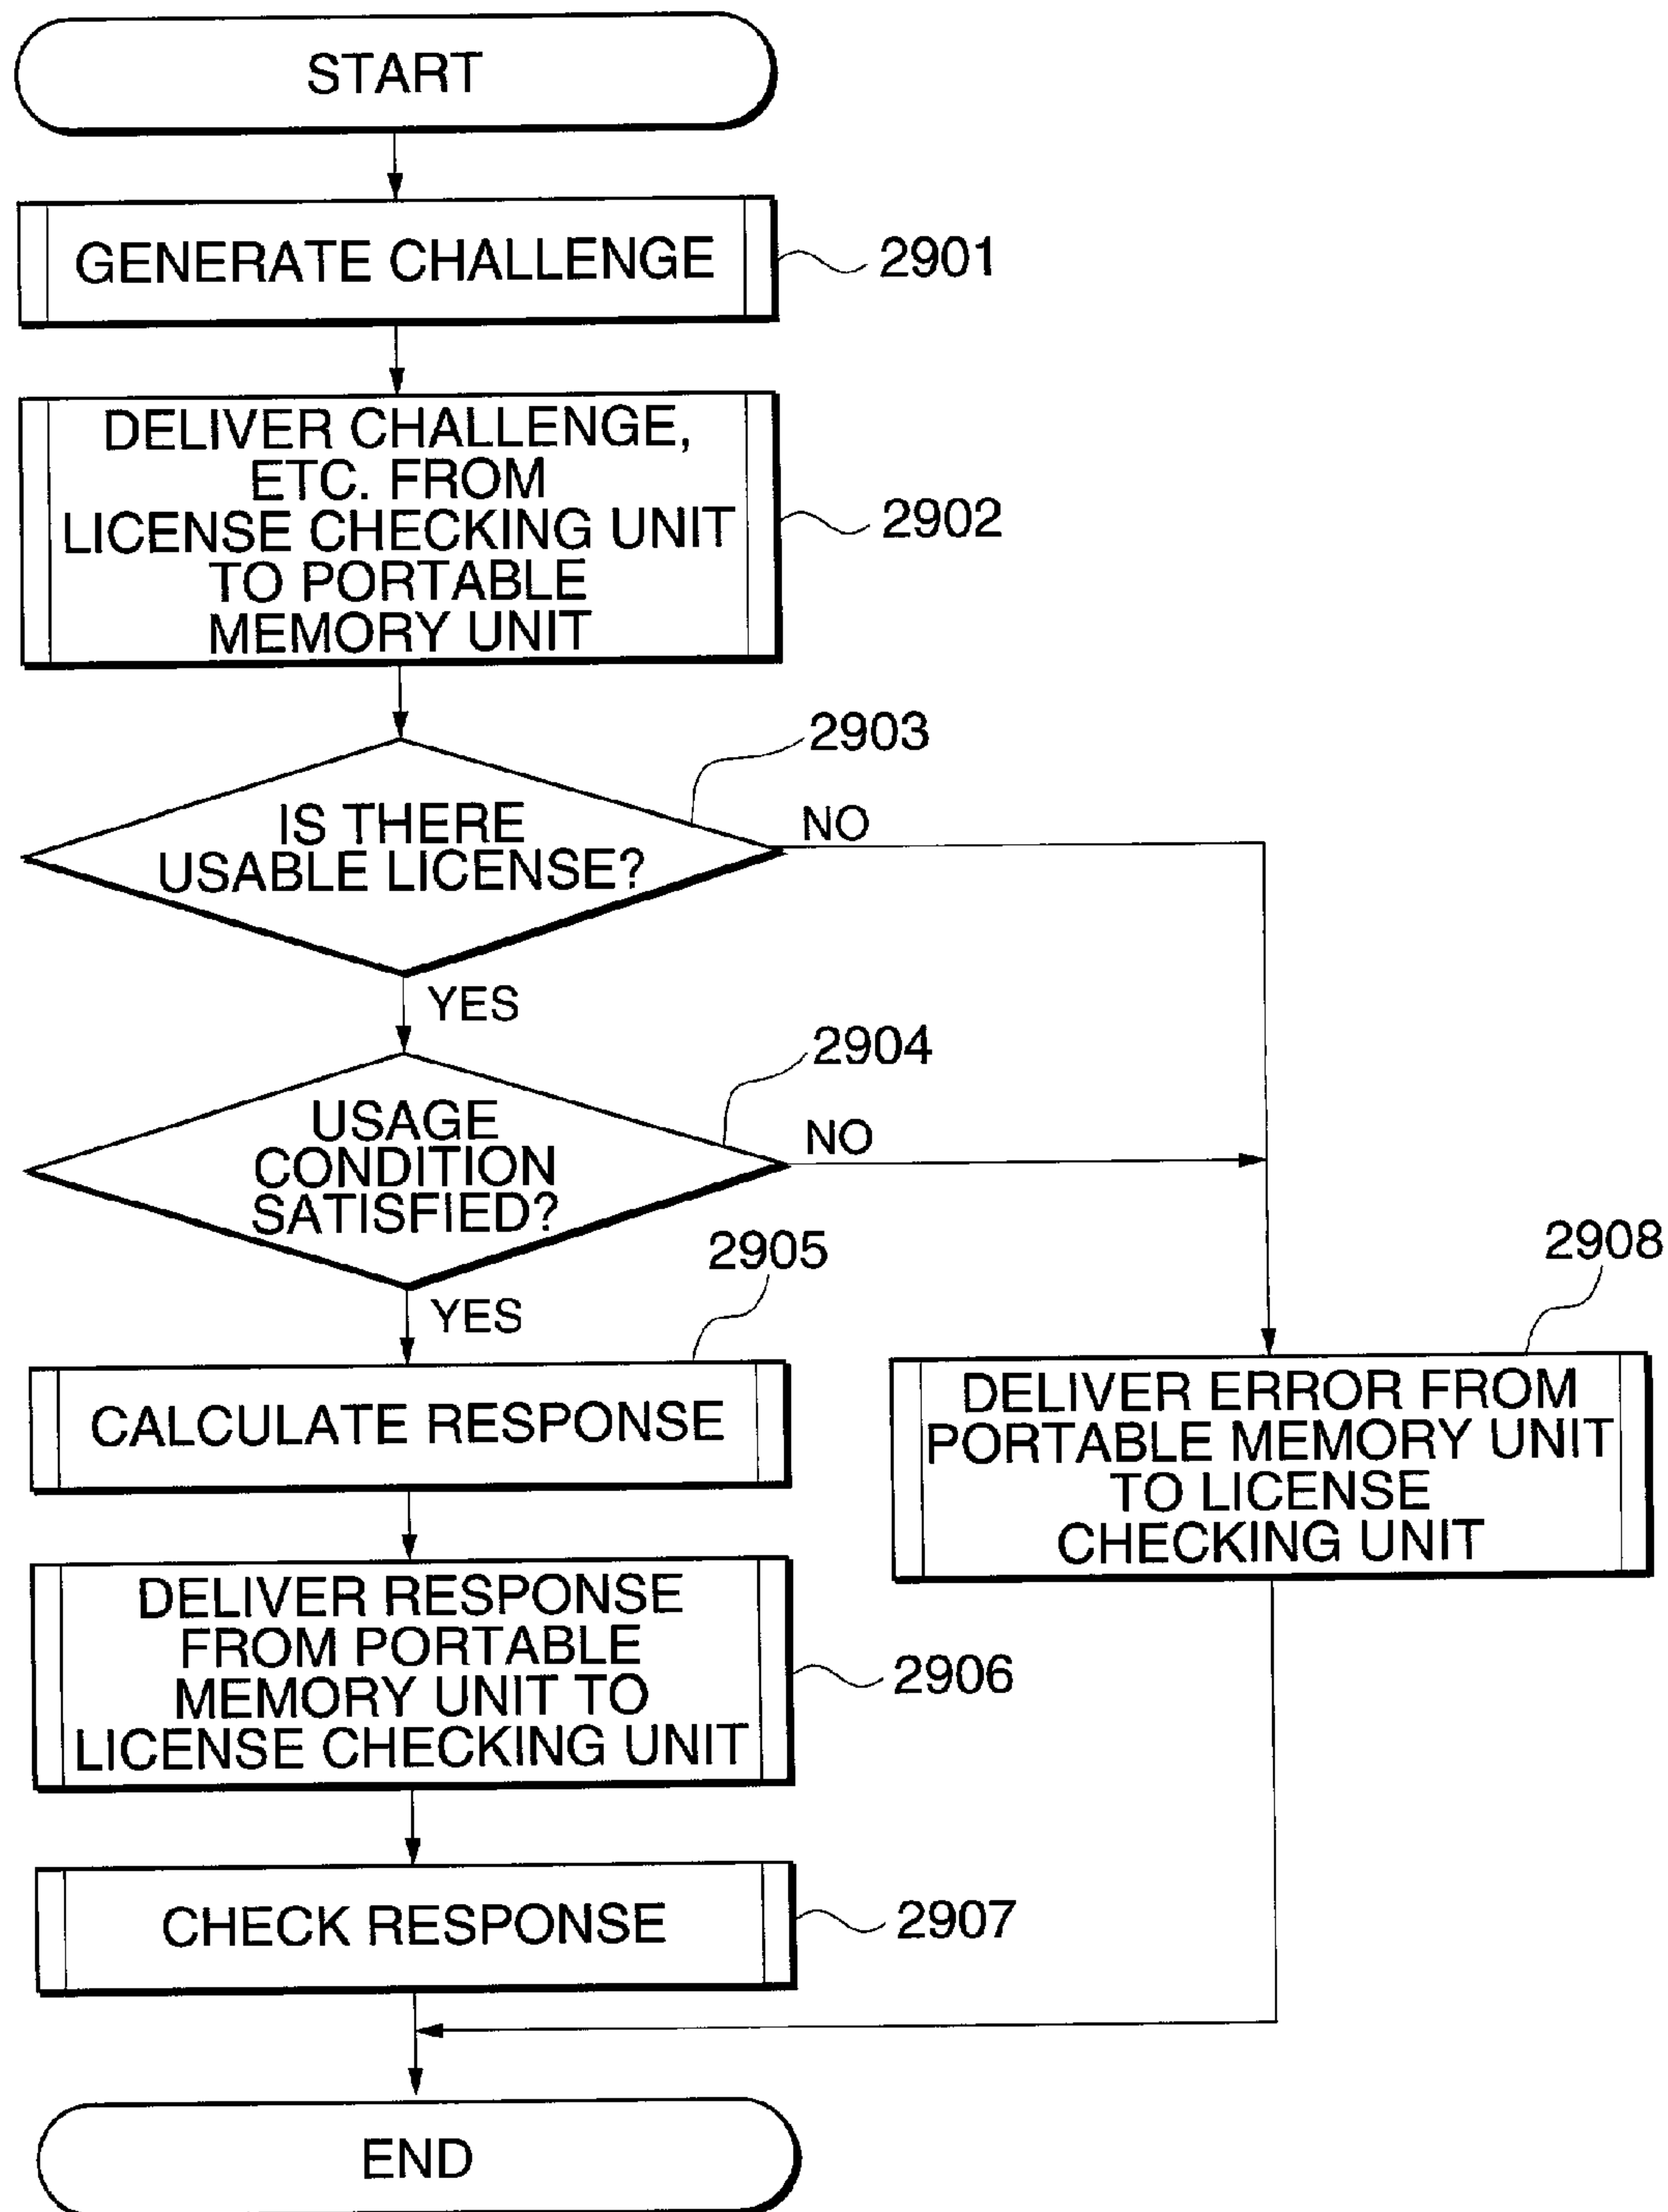 START
GENERATE CHALLENGE
2901
DELIVER CHALLENGE,
ETC. FROM
LICENSE CHECKING UNIT
TO PORTABLE
MEMORY UNIT
2902
2903
IS THERE
USABLE LICENSE?
NO
YES
2904
USAGE
CONDITION
SATISFIED?
NO
YES
2905
CALCULATE RESPONSE
2908
DELIVER ERROR FROM
PORTABLE MEMORY UNIT
TO LICENSE
CHECKING UNIT
DELIVER RESPONSE
FROM PORTABLE
MEMORY UNIT TO
LICENSE CHECKING UNIT
2906
CHECK RESPONSE
2907
END